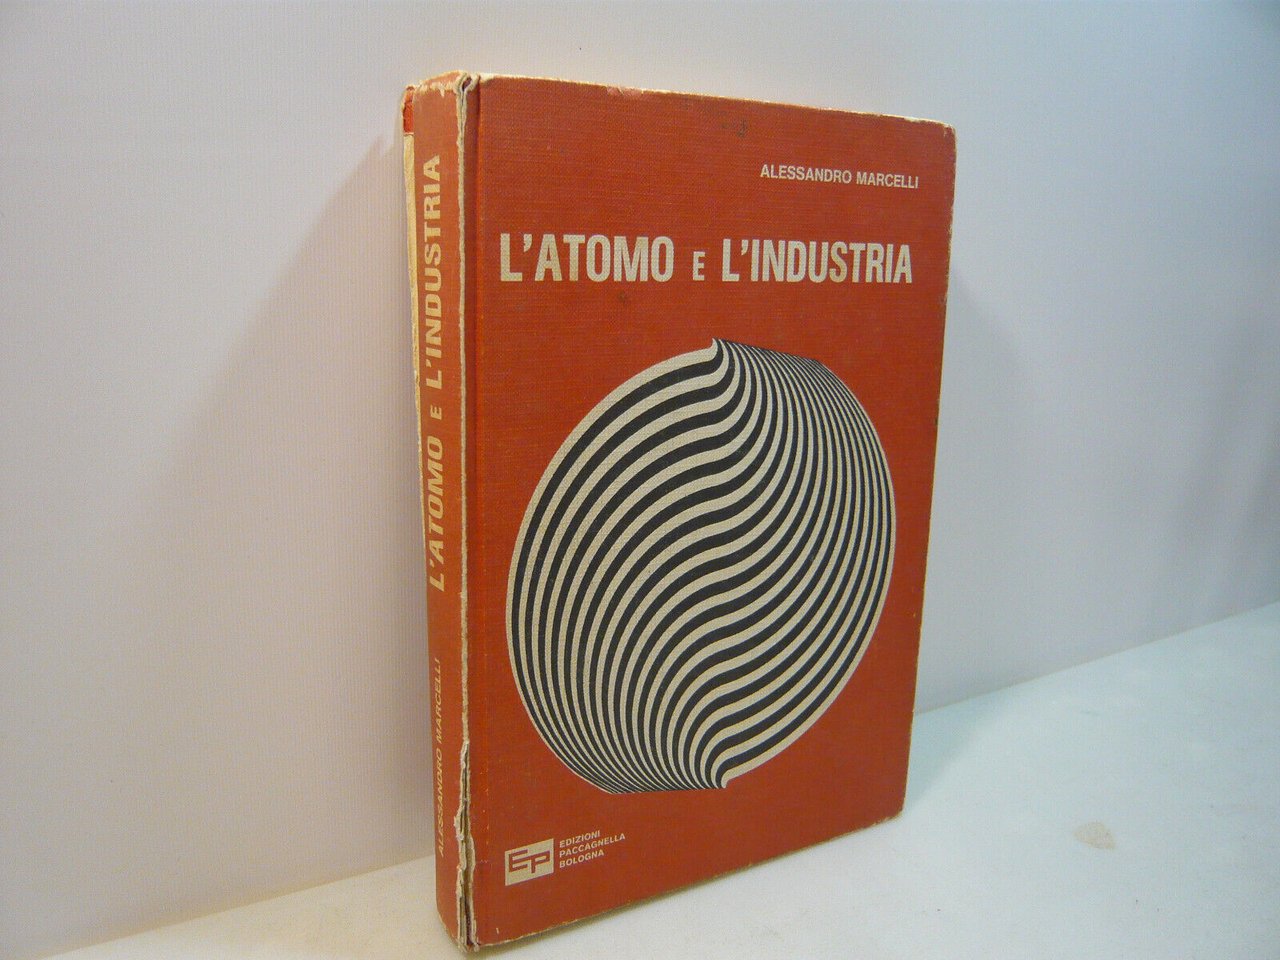 ALESSANDRO MARCELLI
L'ATOMO E L'INDUSTRIA
EP
EDIZIONI
PACCAGNELLA
BOLOGNA
L'ATOMO E L'INDUSTRIA
ALESSANDRO MARCELLI